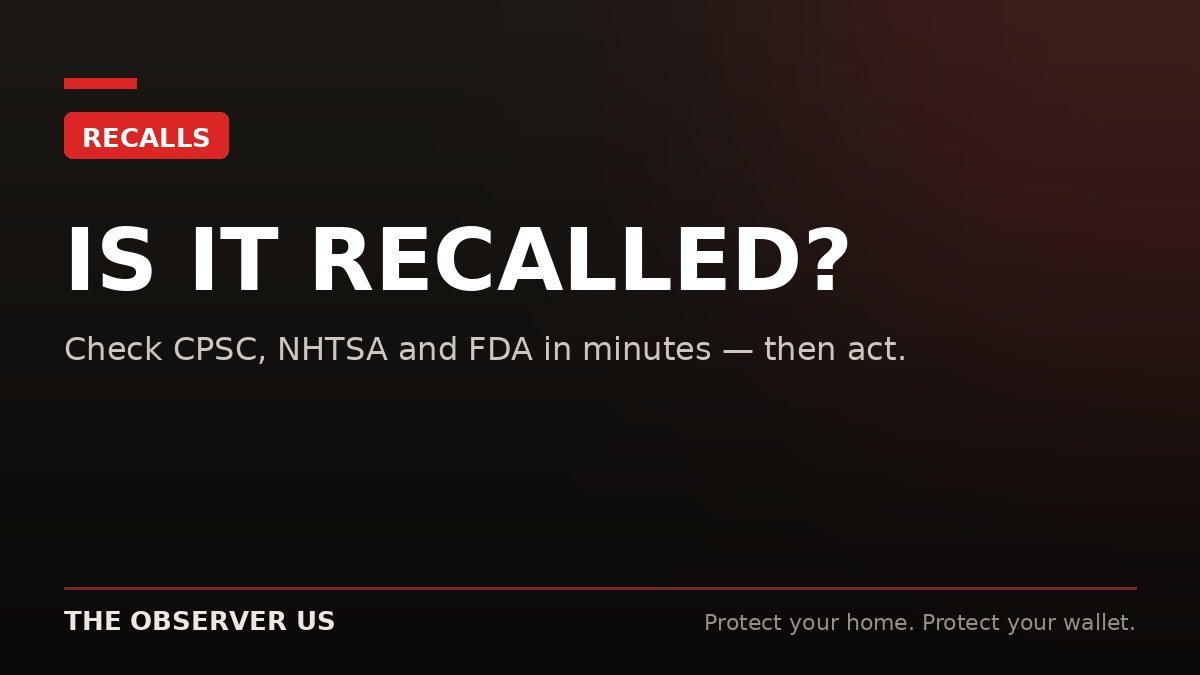 RECALLS
IS IT RECALLED?
Check CPSC, NHTSA and FDA in minutes — then act.
THE OBSERVER US
Protect your home. Protect your wallet.